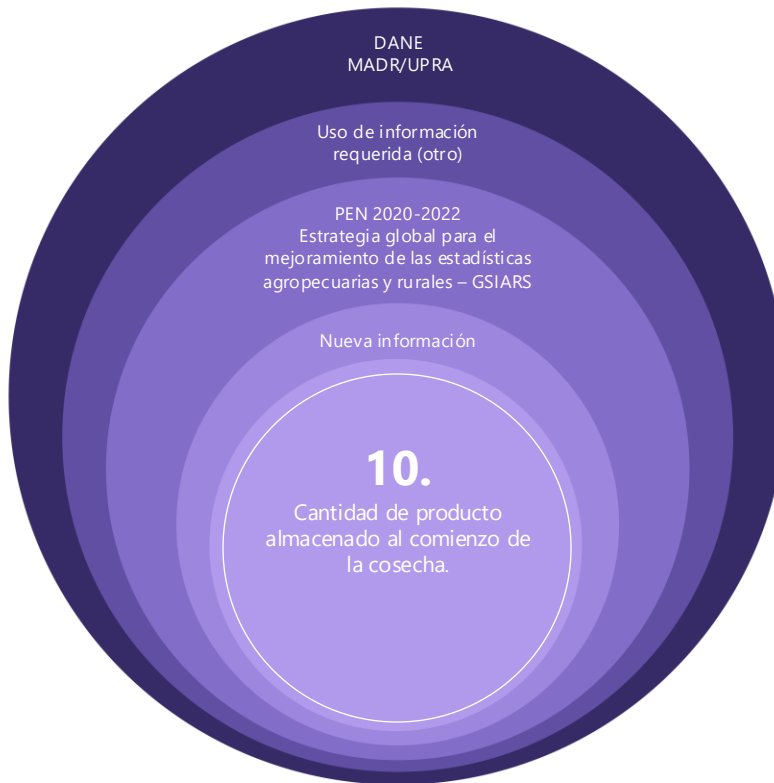 DANE
MADR/UPRA
Uso de información
requerida (otro)
PEN 2020-2022
Estrategia global para el
mejoramiento de las estadísticas
agropecuarias y rurales – GSIARS
Nueva información
10.
Cantidad de producto
almacenado al comienzo de
la cosecha.